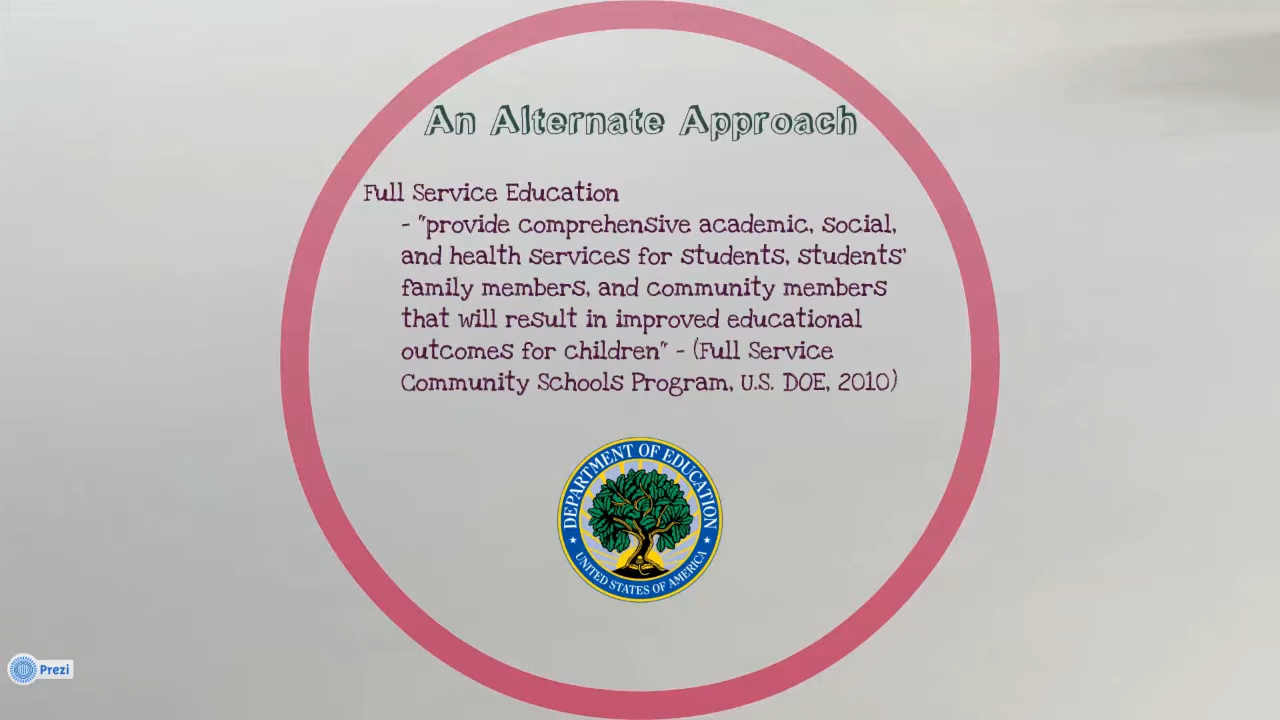 An Alternate Approach
Full Service Education
- "provide comprehensive academic, social,
and health services for students, students'
family members, and community members
that will result in improved educational
outcomes for children" - (Full Service
Community Schools Program, U.S. DOE, 2010)
DEPARTMENT OF EDUCATION
UNITED STATES OF AMERICA
Prezi